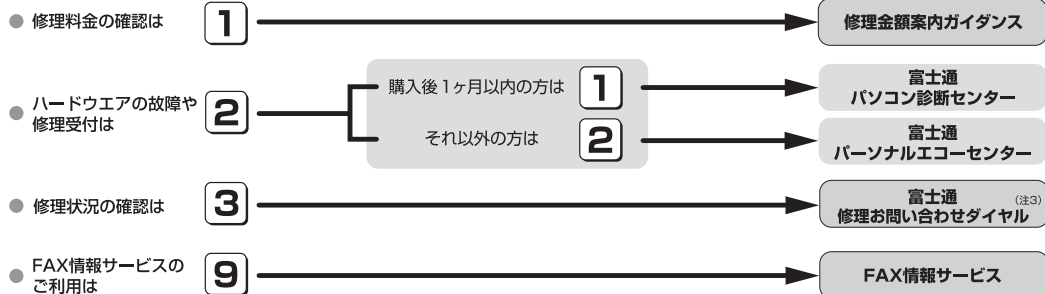 ● 修理料金の確認は 1 修理金額案内ガイダンス
● ハードウエアの故障や
修理受付は 2
購入後1ヶ月以内の方は 1
富士通
パソコン診断センター
それ以外の方は 2
富士通
パーソナルエコーセンター
● 修理状況の確認は 3
富士通 (注3)
修理お問い合わせダイヤル
● FAX情報サービスの
ご利用は 9
FAX情報サービス